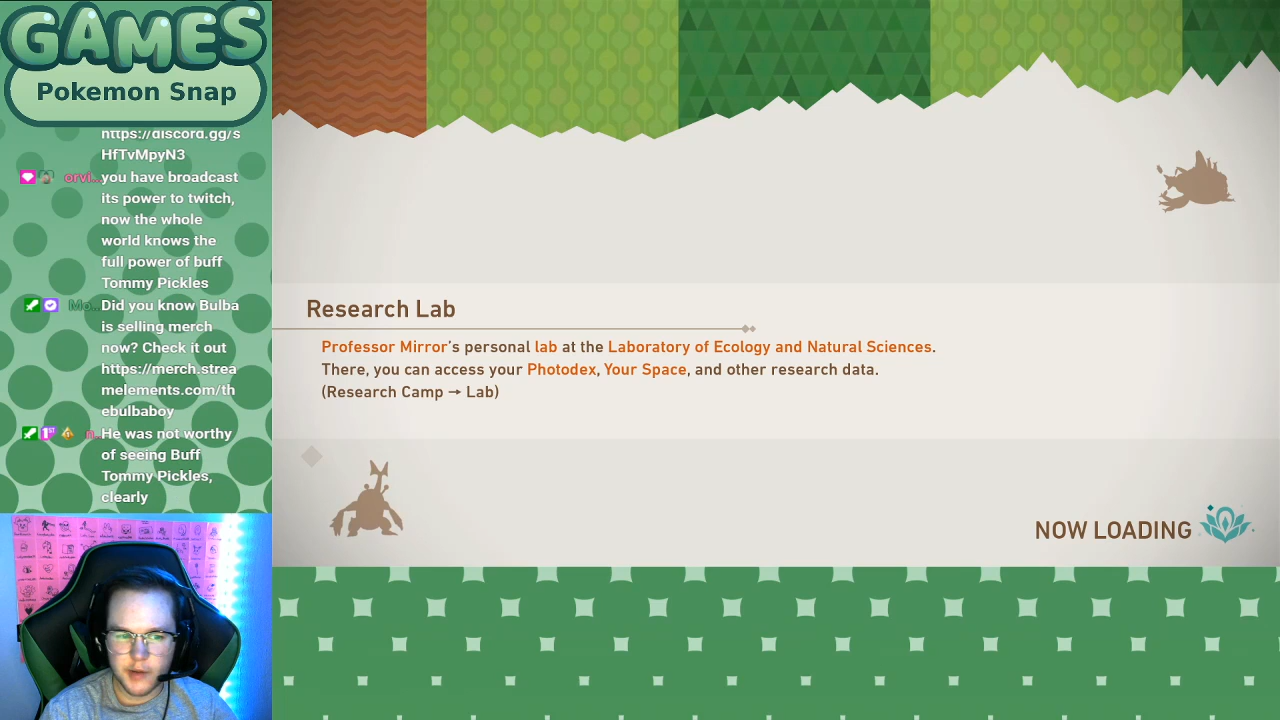 GAMES
Pokemon Snap
https://discord.gg/s
HfTvMpyN3
orvi... you have broadcast
its power to twitch,
now the whole
world knows the
full power of buff
Tommy Pickles
Mo... Did you know Bulba
is selling merch
now? Check it out
https://merch.strea
melements.com/th
ebulbaboy
He was not worthy
of seeing Buff
Tommy Pickles,
clearly
Research Lab
Professor Mirror's personal lab at the Laboratory of Ecology and Natural Sciences.
There, you can access your Photodex, Your Space, and other research data.
(Research Camp → Lab)
NOW LOADING